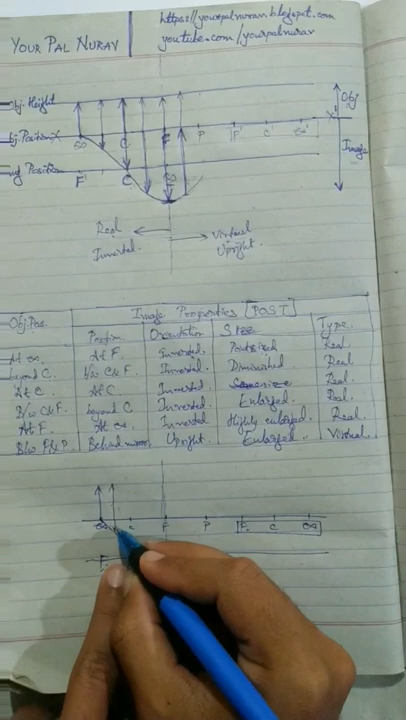 YOUR PAL NURAV
https://yourpalnurav.blogspot.com
youtube.com/yourpalnurav
Obj. Height
Obj
Obj. Position X
∞ C F P F' C' ∞' X'
Image
Position
F' C ∞
Real
Inverted.
Virtual
Upright.
Obj. Pos. Image Properties [POST]
Position Orientation Size Type
At ∞ At F. Inverted. Pointsized Real
beyond C. b/w C & F. Inverted. Diminished Real
At C At C Inverted Same size Real.
B/w C & F. beyond C. Inverted. Enlarged. Real.
At F. At ∞ Inverted Highly enlarged. Real.
B/w F & P. Behind mirror Upright. Enlarged. Virtual
∞ C F P F C ∞
F.